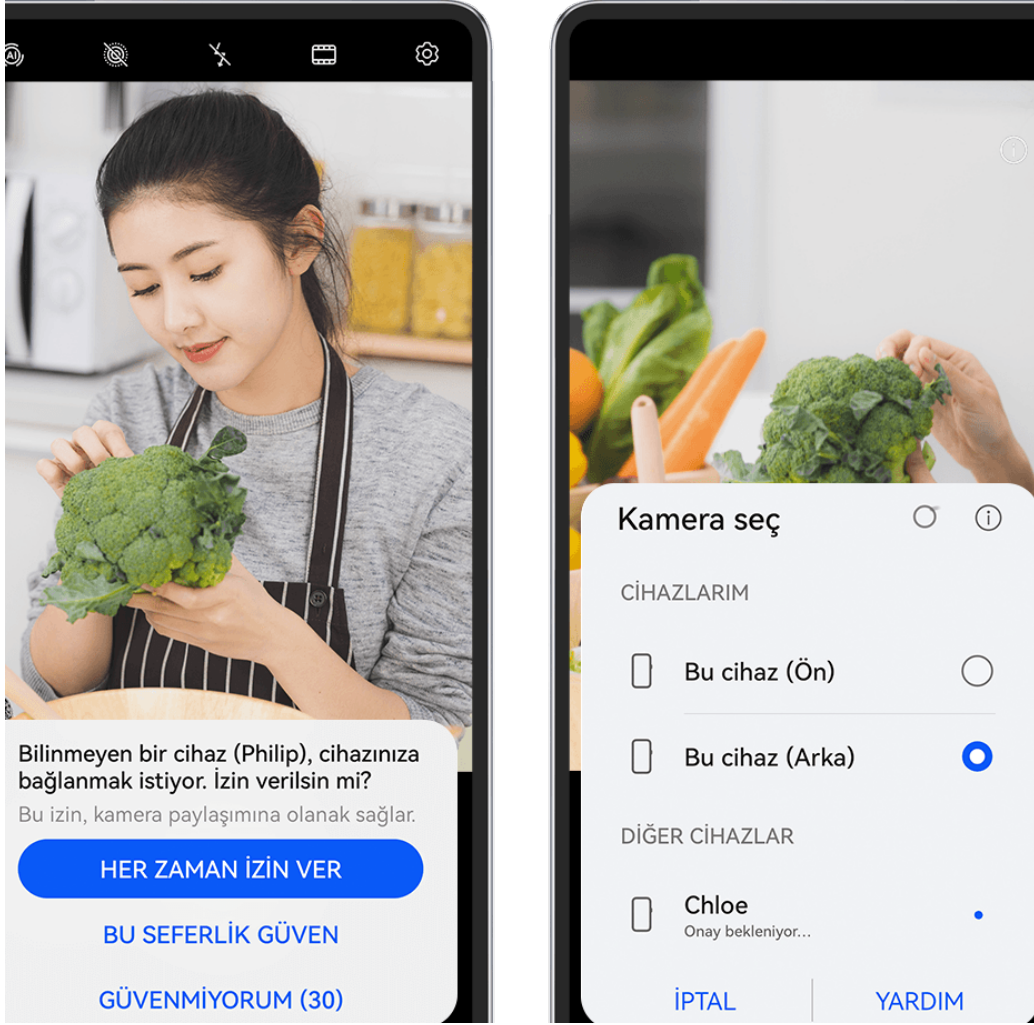 AI
Bilinmeyen bir cihaz (Philip), cihazınıza
bağlanmak istiyor. İzin verilsin mi?
Bu izin, kamera paylaşımına olanak sağlar.
HER ZAMAN İZİN VER
BU SEFERLİK GÜVEN
GÜVENMİYORUM (30)
Kamera seç
CİHAZLARIM
Bu cihaz (Ön)
Bu cihaz (Arka)
DİĞER CİHAZLAR
Chloe
Onay bekleniyor...
İPTAL
YARDIM